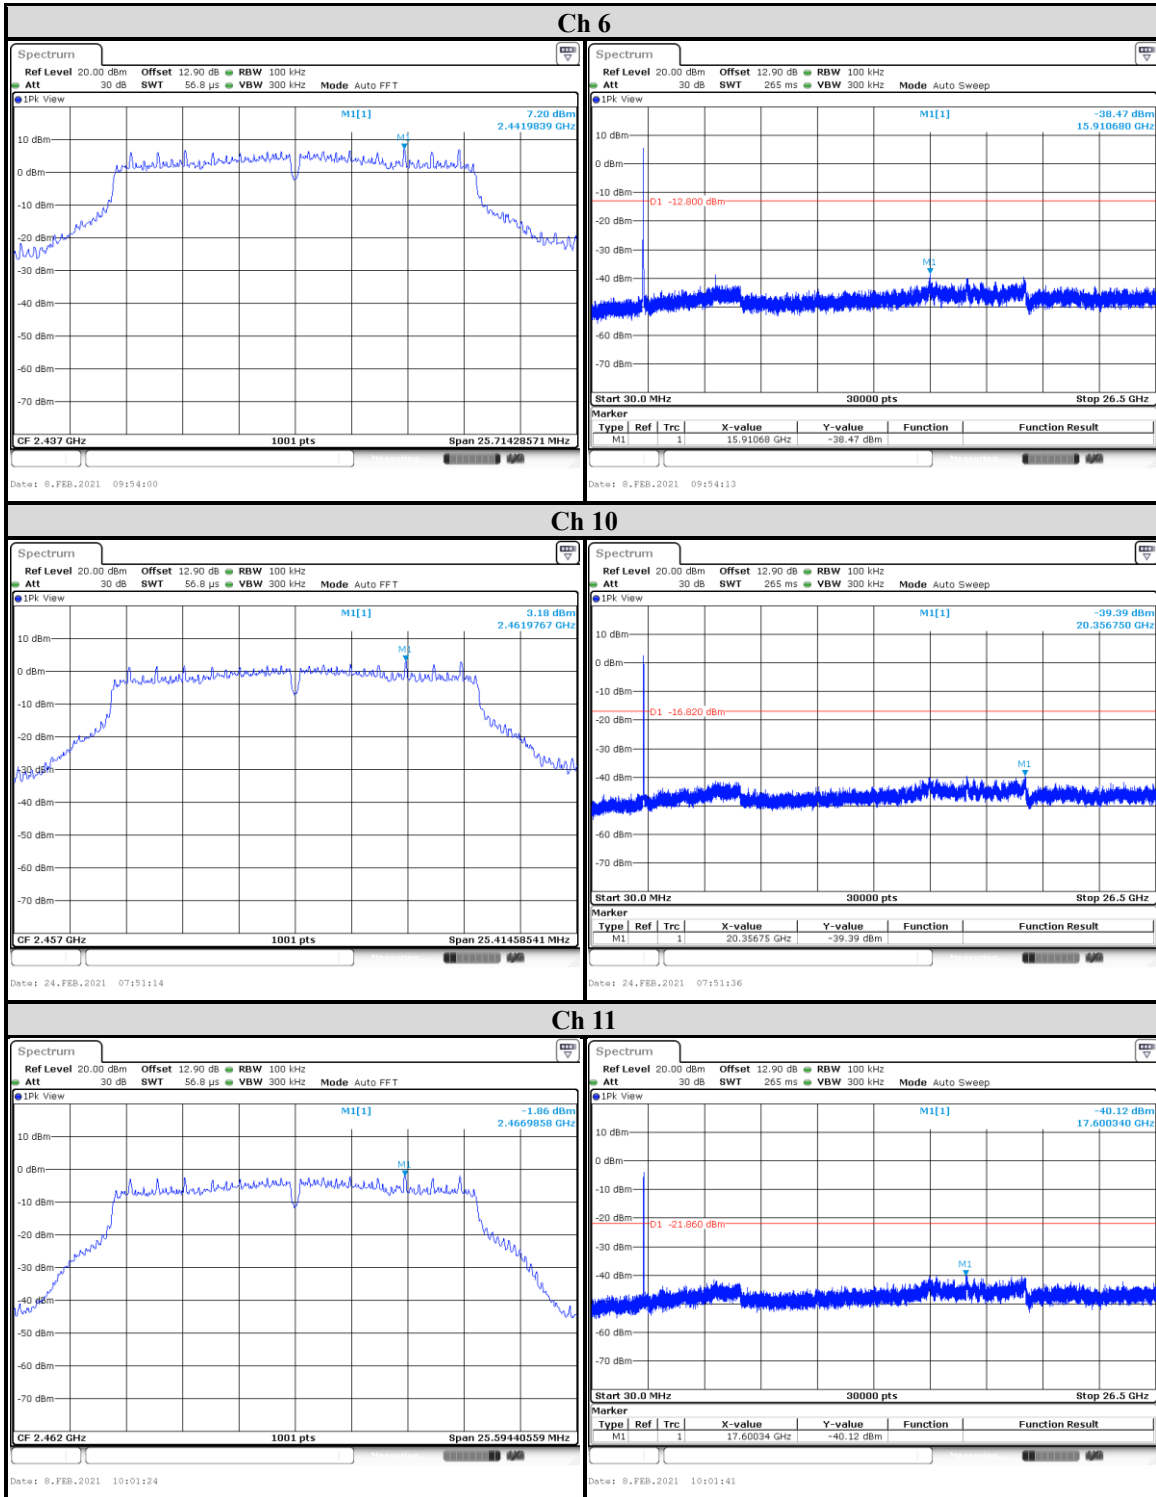 Ch 6
Spectrum
Ref Level 20.00 dBm Offset 12.90 dB RBW 100 kHz
Att 30 dB SWT 56.8 µs VBW 300 kHz Mode Auto FFT
1Pk View
M1[1] 7.20 dBm
2.4419839 GHz
M1
10 dBm
0 dBm
-10 dBm
-20 dBm
-30 dBm
-40 dBm
-50 dBm
-60 dBm
-70 dBm
CF 2.437 GHz 1001 pts Span 25.71428571 MHz
Date: 8.FEB.2021 09:54:00
Spectrum
Ref Level 20.00 dBm Offset 12.90 dB RBW 100 kHz
Att 30 dB SWT 265 ms VBW 300 kHz Mode Auto Sweep
1Pk View
M1[1] -38.47 dBm
15.910680 GHz
10 dBm
0 dBm
-10 dBm
D1 -12.800 dBm
-20 dBm
-30 dBm
M1
-40 dBm
-60 dBm
-70 dBm
Start 30.0 MHz 30000 pts Stop 26.5 GHz
Marker
Type Ref Trc X-value Y-value Function Function Result
M1 1 15.91068 GHz -38.47 dBm
Date: 8.FEB.2021 09:54:13
Ch 10
Spectrum
Ref Level 20.00 dBm Offset 12.90 dB RBW 100 kHz
Att 30 dB SWT 56.8 µs VBW 300 kHz Mode Auto FFT
1Pk View
M1[1] 3.18 dBm
2.4619767 GHz
10 dBm
M1
0 dBm
-10 dBm
-20 dBm
-30 dBm
-40 dBm
-50 dBm
-60 dBm
-70 dBm
CF 2.457 GHz 1001 pts Span 25.41458541 MHz
Date: 24.FEB.2021 07:51:14
Spectrum
Ref Level 20.00 dBm Offset 12.90 dB RBW 100 kHz
Att 30 dB SWT 265 ms VBW 300 kHz Mode Auto Sweep
1Pk View
M1[1] -39.39 dBm
20.356750 GHz
10 dBm
0 dBm
-10 dBm
D1 -16.820 dBm
-20 dBm
-30 dBm
M1
-40 dBm
-60 dBm
-70 dBm
Start 30.0 MHz 30000 pts Stop 26.5 GHz
Marker
Type Ref Trc X-value Y-value Function Function Result
M1 1 20.35675 GHz -39.39 dBm
Date: 24.FEB.2021 07:51:36
Ch 11
Spectrum
Ref Level 20.00 dBm Offset 12.90 dB RBW 100 kHz
Att 30 dB SWT 56.8 µs VBW 300 kHz Mode Auto FFT
1Pk View
M1[1] -1.86 dBm
2.4669858 GHz
10 dBm
M1
0 dBm
-10 dBm
-20 dBm
-30 dBm
-40 dBm
-50 dBm
-60 dBm
-70 dBm
CF 2.462 GHz 1001 pts Span 25.59440559 MHz
Date: 8.FEB.2021 10:01:24
Spectrum
Ref Level 20.00 dBm Offset 12.90 dB RBW 100 kHz
Att 30 dB SWT 265 ms VBW 300 kHz Mode Auto Sweep
1Pk View
M1[1] -40.12 dBm
17.600340 GHz
10 dBm
0 dBm
-10 dBm
-20 dBm
D1 -21.860 dBm
-30 dBm
M1
-40 dBm
-60 dBm
-70 dBm
Start 30.0 MHz 30000 pts Stop 26.5 GHz
Marker
Type Ref Trc X-value Y-value Function Function Result
M1 1 17.60034 GHz -40.12 dBm
Date: 8.FEB.2021 10:01:41